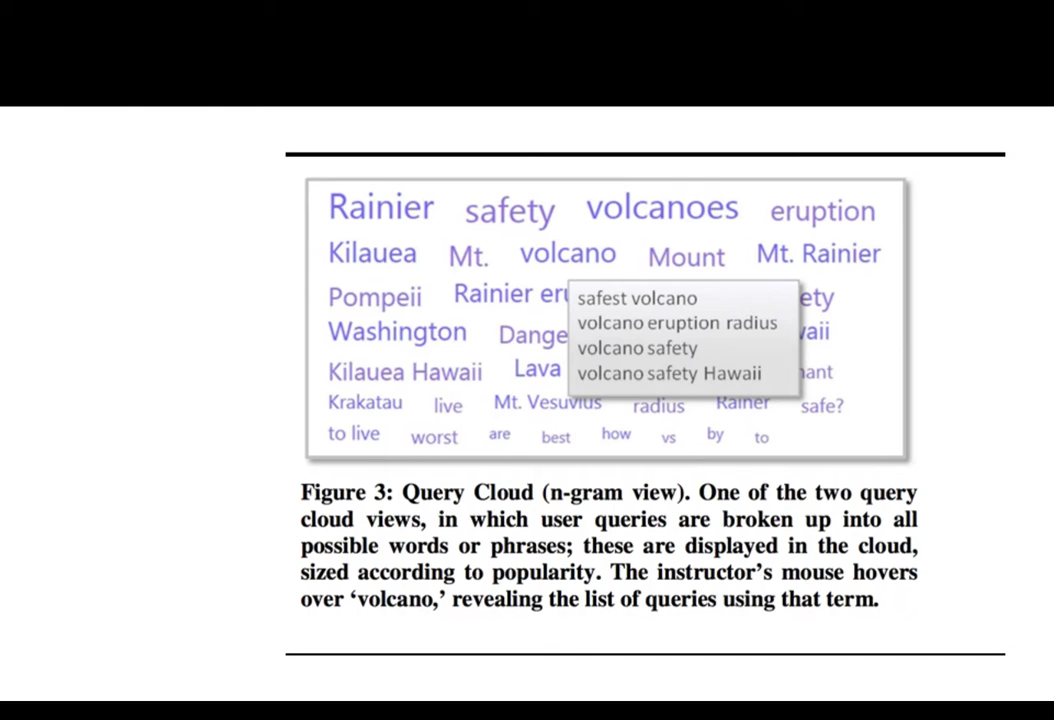 Rainier safety volcanoes eruption
Kilauea Mt. volcano Mount Mt. Rainier
Pompeii Rainier eru
safest volcano
volcano eruption radius
volcano safety
volcano safety Hawaii
ety
Washington Dange
vaii
Kilauea Hawaii Lava
nant
Krakatau live Mt. Vesuvius radius Rainer safe?
to live worst are best how vs by to
Figure 3: Query Cloud (n-gram view). One of the two query
cloud views, in which user queries are broken up into all
possible words or phrases; these are displayed in the cloud,
sized according to popularity. The instructor's mouse hovers
over ‘volcano,’ revealing the list of queries using that term.